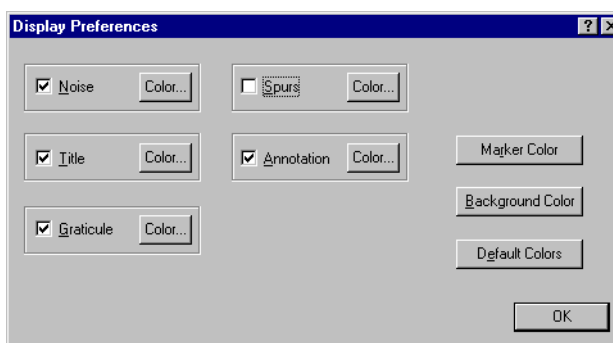 Display Preferences
Noise Color... Spurs Color...
Title Color... Annotation Color... Marker Color
Background Color
Graticule Color...
Default Colors
OK